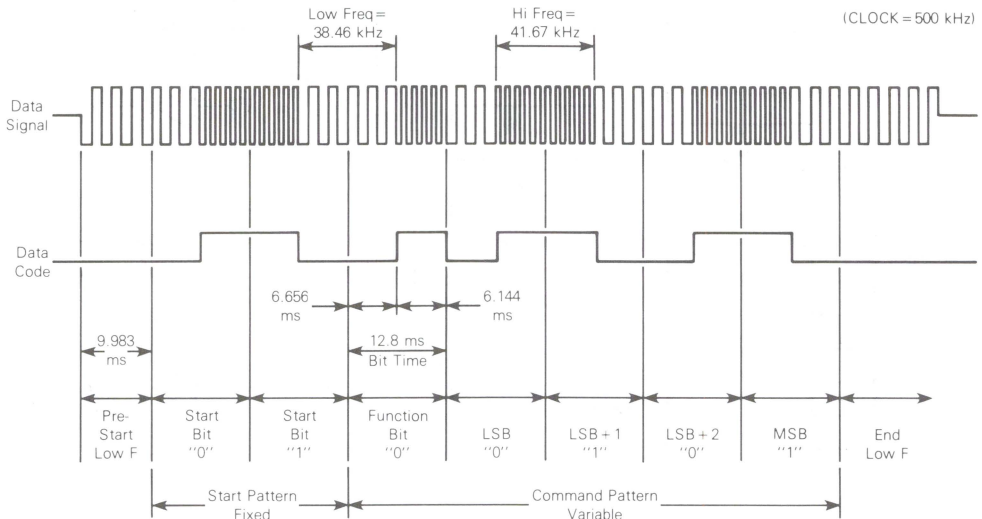 Low Freq=
38.46 kHz
Hi Freq=
41.67 kHz
(CLOCK=500 kHz)
Data
Signal
Data
Code
6.656
ms
6.144
ms
9.983
ms
12.8 ms
Bit Time
Pre-
Start
Low F
Start
Bit
"0"
Start
Bit
"1"
Function
Bit
"0"
LSB
"0"
LSB+1
"1"
LSB+2
"0"
MSB
"1"
End
Low F
Start Pattern
Fixed
Command Pattern
Variable